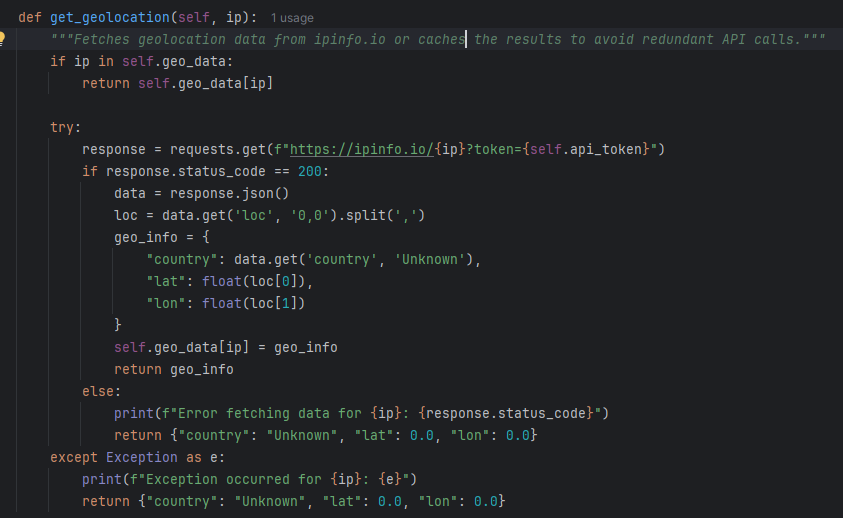 def get_geolocation(self, ip): 1 usage
    """Fetches geolocation data from ipinfo.io or caches the results to avoid redundant API calls."""
    if ip in self.geo_data:
        return self.geo_data[ip]

    try:
        response = requests.get(f"https://ipinfo.io/{ip}?token={self.api_token}")
        if response.status_code == 200:
            data = response.json()
            loc = data.get('loc', '0,0').split(',')
            geo_info = {
                "country": data.get('country', 'Unknown'),
                "lat": float(loc[0]),
                "lon": float(loc[1])
            }
            self.geo_data[ip] = geo_info
            return geo_info
        else:
            print(f"Error fetching data for {ip}: {response.status_code}")
            return {"country": "Unknown", "lat": 0.0, "lon": 0.0}
    except Exception as e:
        print(f"Exception occurred for {ip}: {e}")
        return {"country": "Unknown", "lat": 0.0, "lon": 0.0}